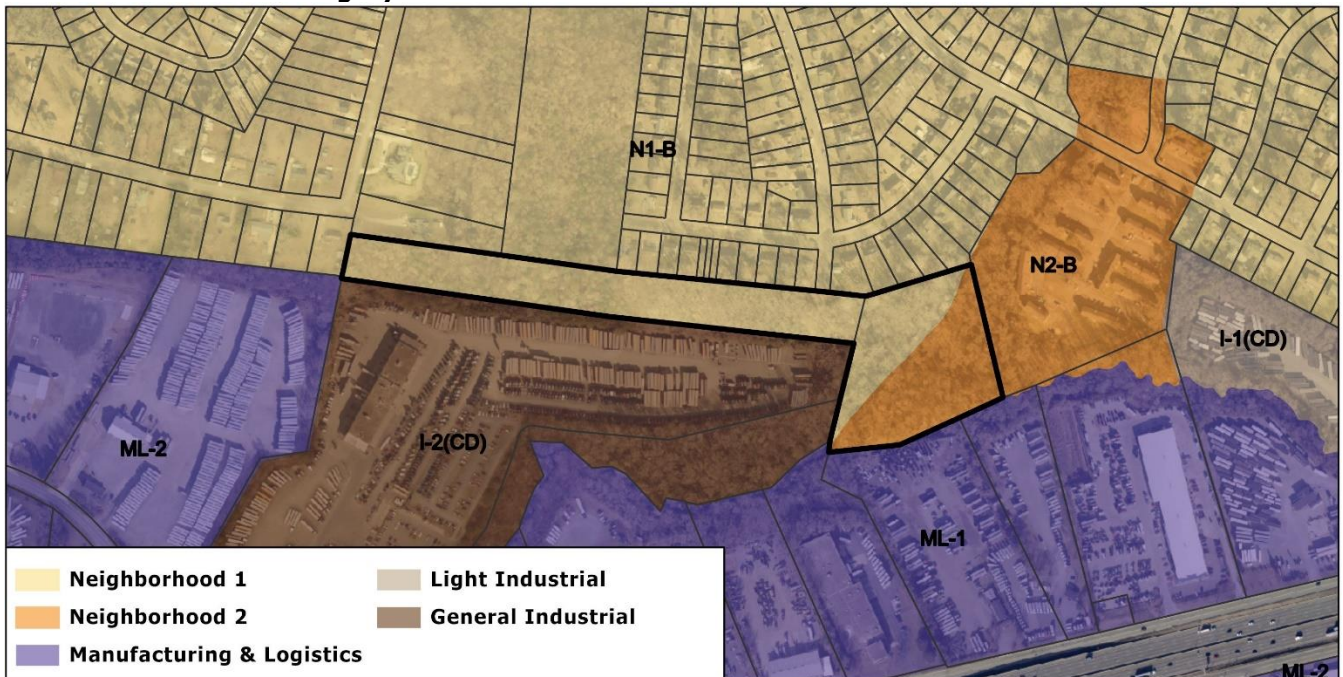 N1-B
N2-B
I-1(CD)
ML-2
I-2(CD)
ML-1
ML-2
Neighborhood 1
Neighborhood 2
Manufacturing & Logistics
Light Industrial
General Industrial